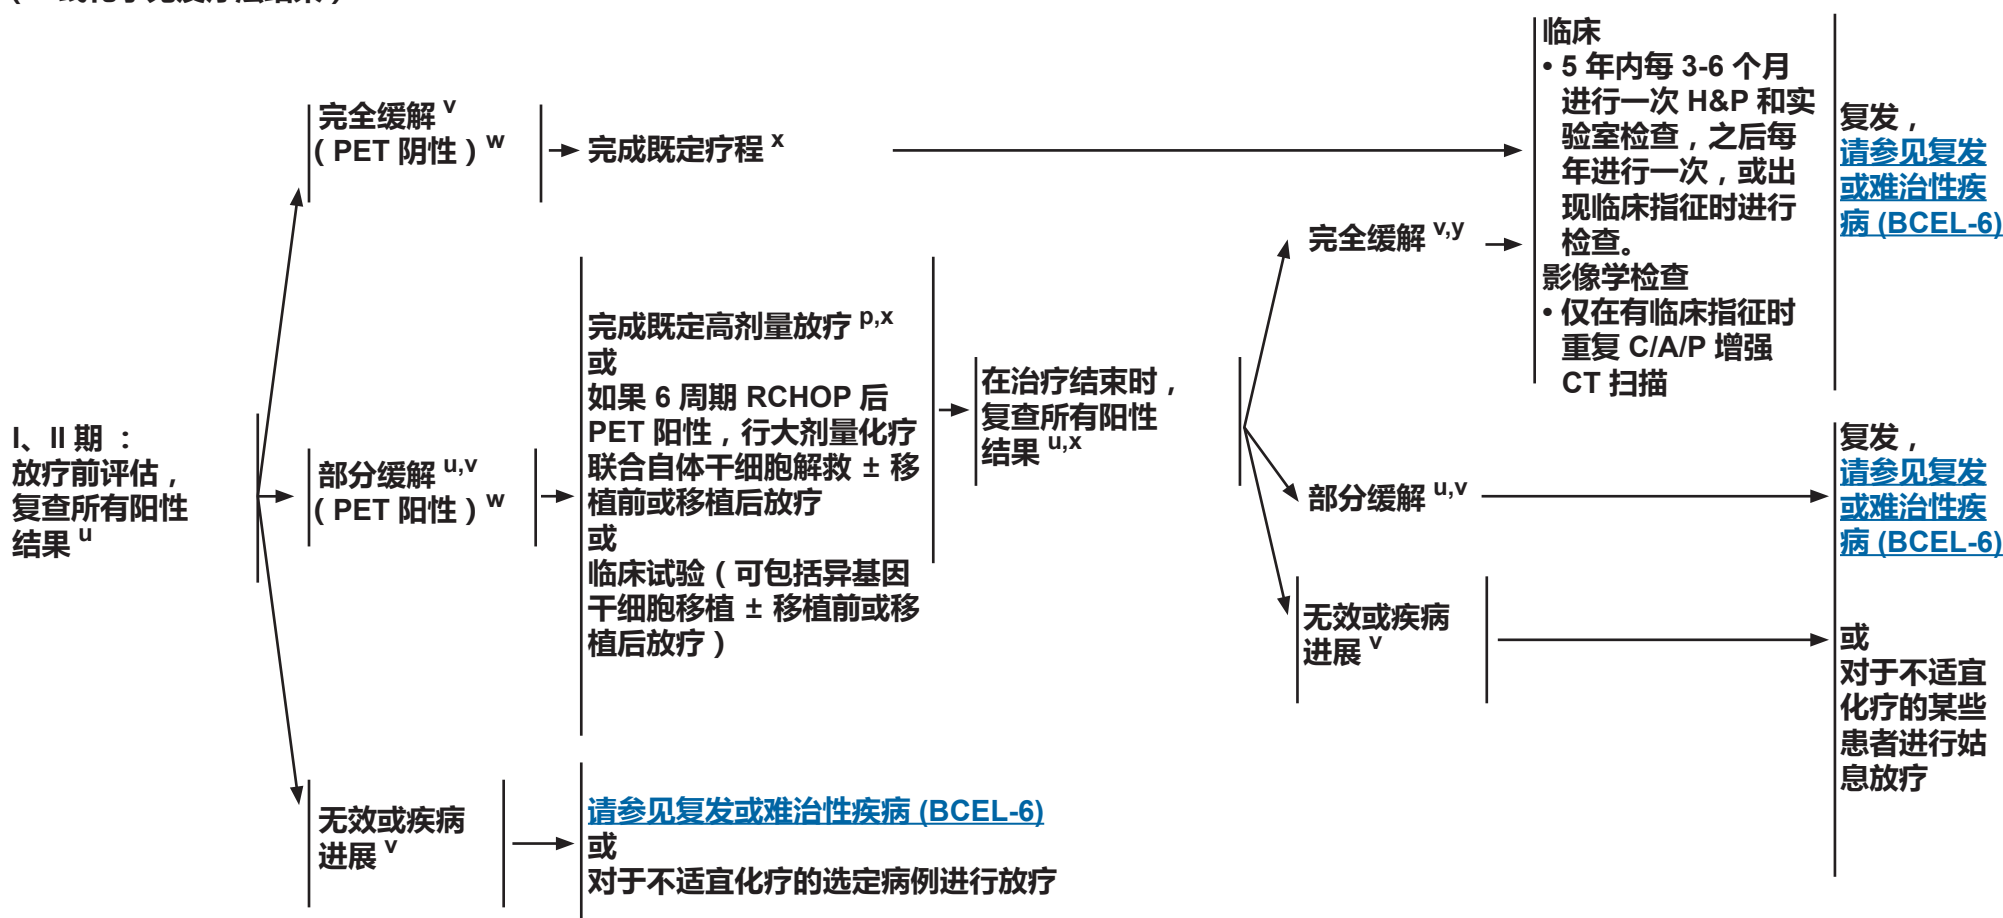 I、II 期 ：
放疗前评估，
复查所有阳性
结果 u
完全缓解 v
（ PET 阴性 ）w
完成既定疗程 x
部分缓解 u,v
（ PET 阳性 ）w
完成既定高剂量放疗 p,x
或
如果 6 周期 RCHOP 后
PET 阳性，行大剂量化疗
联合自体干细胞解救 ± 移
植前或移植后放疗
或
临床试验（可包括异基因
干细胞移植 ± 移植前或移
植后放疗）
无效或疾病
进展 v
请参见复发或难治性疾病 (BCEL-6)
或
对于不适宜化疗的选定病例进行放疗
在治疗结束时，
复查所有阳性
结果 u,x
完全缓解 v,y
部分缓解 u,v
无效或疾病
进展 v
临床
• 5 年内每 3-6 个月
进行一次 H&P 和实
验室检查，之后每
年进行一次，或出
现临床指征时进行
检查。
影像学检查
• 仅在有临床指征时
重复 C/A/P 增强
CT 扫描
复发，
请参见复发
或难治性疾
病 (BCEL-6)
复发，
请参见复发
或难治性疾
病 (BCEL-6)
或
对于不适宜
化疗的某些
患者进行姑
息放疗